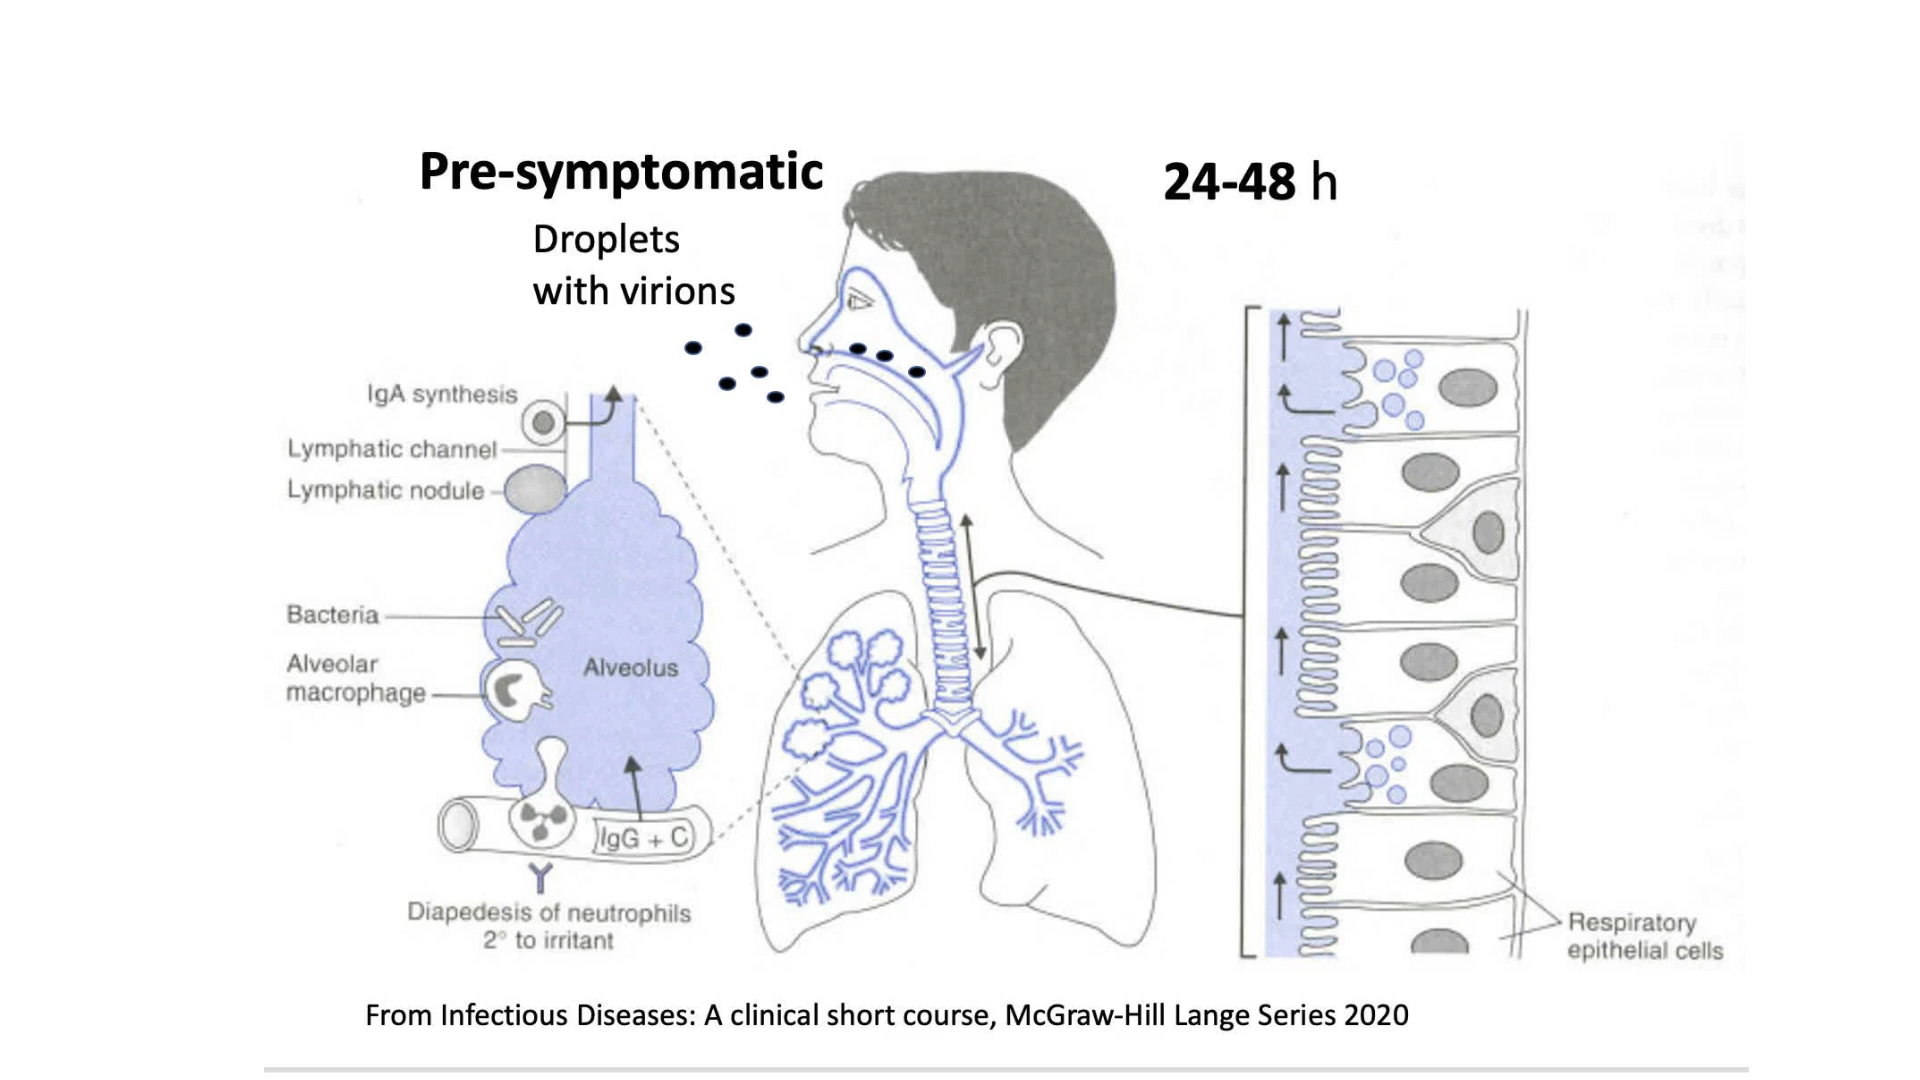 Pre-symptomatic
24-48 h
Droplets
with virions
IgA synthesis
Lymphatic channel
Lymphatic nodule
Bacteria
Alveolar
macrophage
Alveolus
IgG + C
Diapedesis of neutrophils
2° to irritant
Respiratory
epithelial cells
From Infectious Diseases: A clinical short course, McGraw-Hill Lange Series 2020